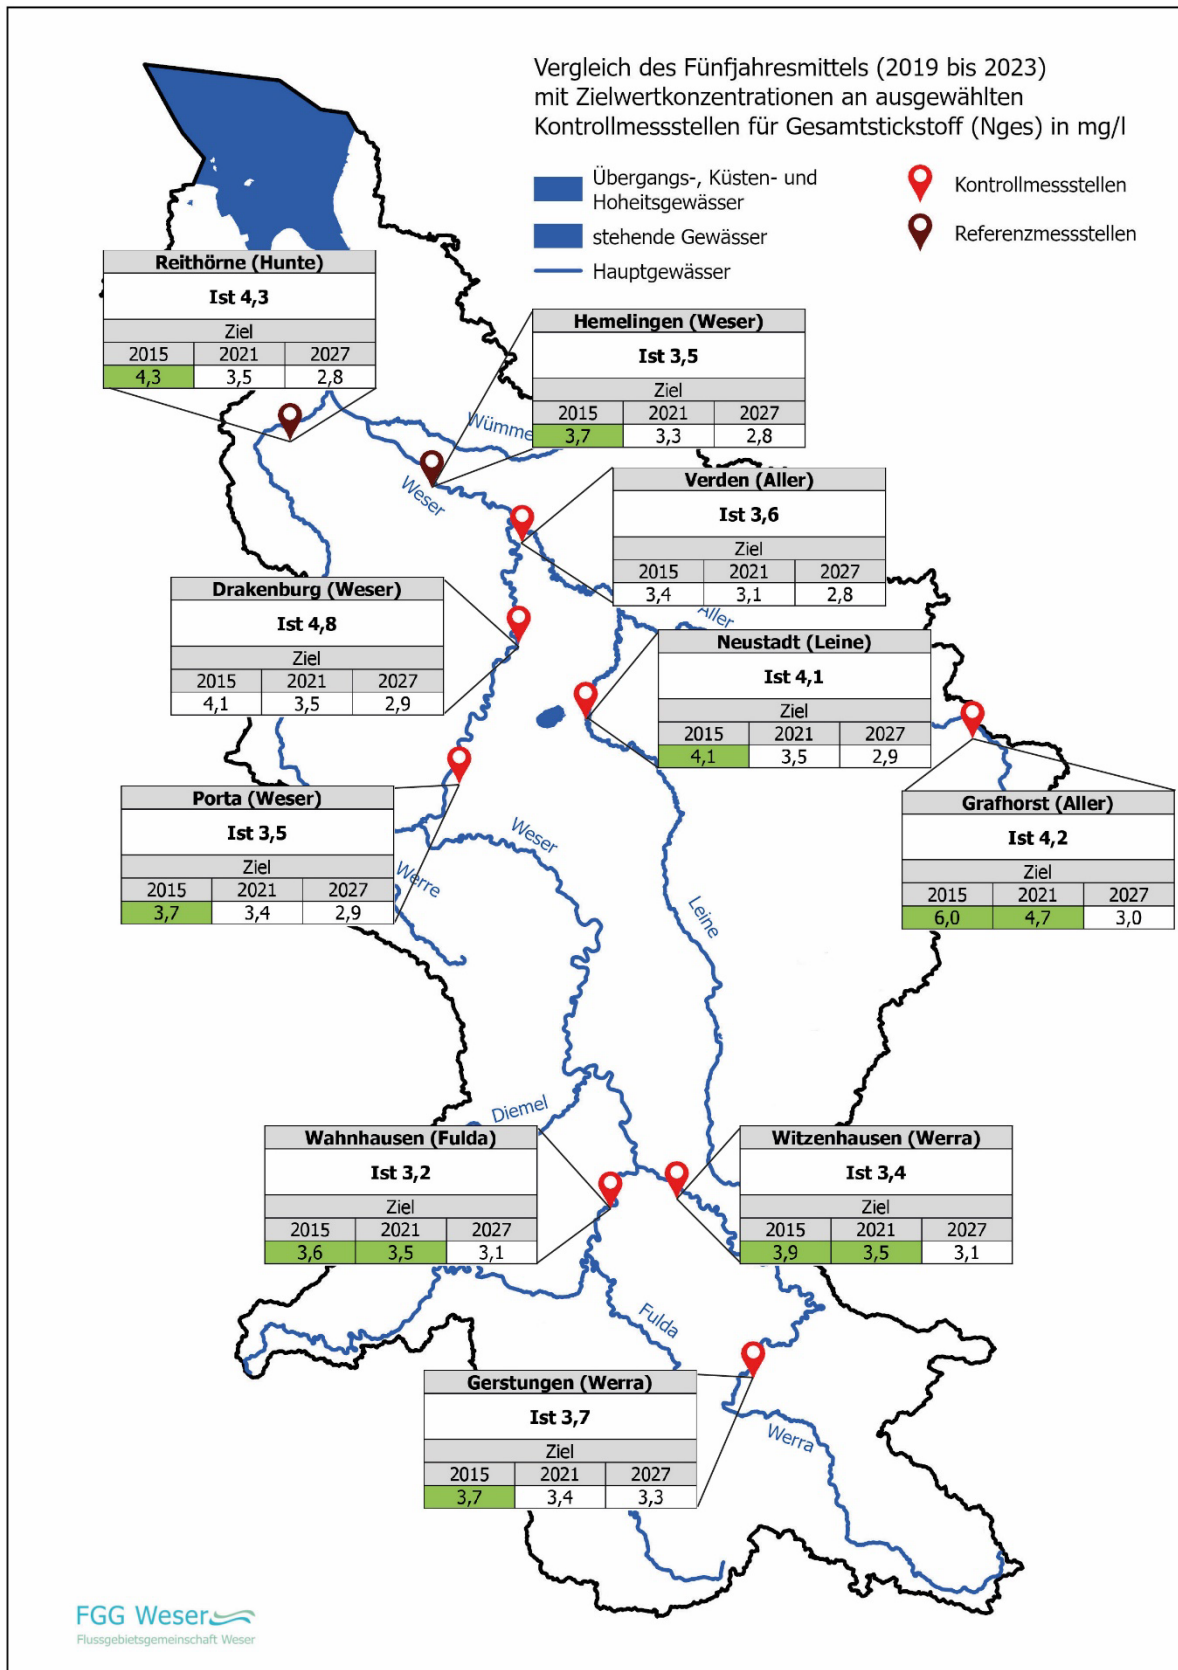 Vergleich des Fünfjahresmittels (2019 bis 2023)
mit Zielwertkonzentrationen an ausgewählten
Kontrollmessstellen für Gesamtstickstoff (Nges) in mg/l
Übergangs-, Küsten- und
Hoheitsgewässer
stehende Gewässer
Hauptgewässer
Kontrollmessstellen
Referenzmessstellen
Reithörne (Hunte)
Ist 4,3
Ziel
2015 2021 2027
4,3 3,5 2,8
Hemelingen (Weser)
Ist 3,5
Ziel
2015 2021 2027
3,7 3,3 2,8
Wümme
Weser
Verden (Aller)
Ist 3,6
Ziel
2015 2021 2027
3,4 3,1 2,8
Aller
Drakenburg (Weser)
Ist 4,8
Ziel
2015 2021 2027
4,1 3,5 2,9
Neustadt (Leine)
Ist 4,1
Ziel
2015 2021 2027
4,1 3,5 2,9
Porta (Weser)
Ist 3,5
Ziel
2015 2021 2027
3,7 3,4 2,9
Grafhorst (Aller)
Ist 4,2
Ziel
2015 2021 2027
6,0 4,7 3,0
Weser
Werre
Leine
Diemel
Wahnhausen (Fulda)
Ist 3,2
Ziel
2015 2021 2027
3,6 3,5 3,1
Witzenhausen (Werra)
Ist 3,4
Ziel
2015 2021 2027
3,9 3,5 3,1
Fulda
Gerstungen (Werra)
Ist 3,7
Ziel
2015 2021 2027
3,7 3,4 3,3
Werra
FGG Weser
Flussgebietsgemeinschaft Weser